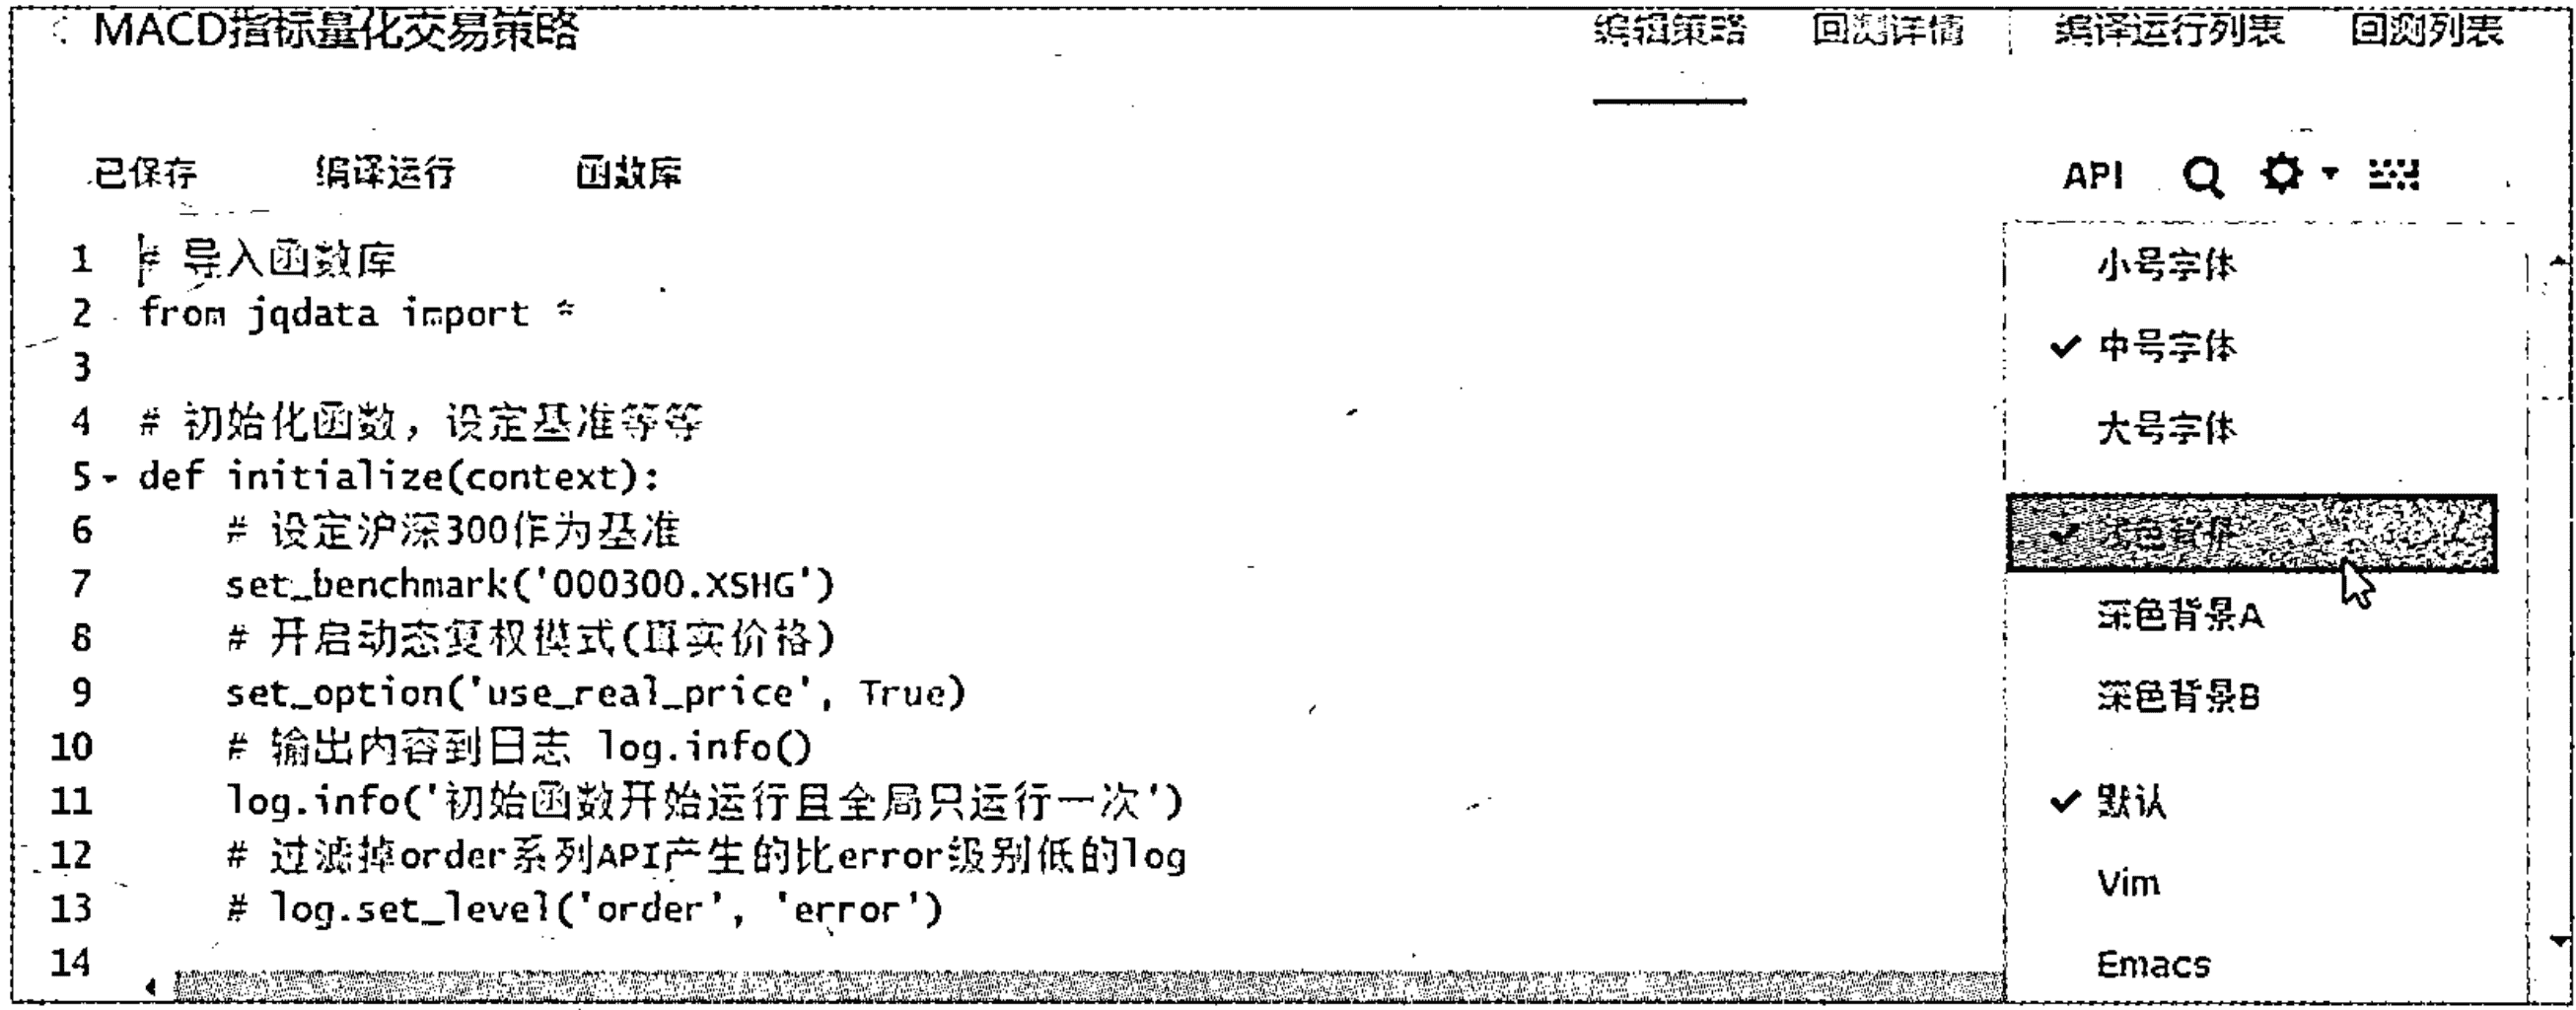 MACD指标量化交易策略 编辑策略 回测详情 编译运行列表 回测列表
已保存 编译运行 函数库 API
1 # 导入函数库
2 from jqdata import *
3
4 # 初始化函数，设定基准等等
5 def initialize(context):
6 # 设定沪深300作为基准
7 set_benchmark('000300.XSHG')
8 # 开启动态复权模式(真实价格)
9 set_option('use_real_price', True)
10 # 输出内容到日志 log.info()
11 log.info('初始函数开始运行且全局只运行一次')
12 # 过滤掉order系列API产生的比error级别低的log
13 # log.set_level('order', 'error')
14
小号字体
中号字体
大号字体
浅色背景
深色背景A
深色背景B
默认
Vim
Emacs